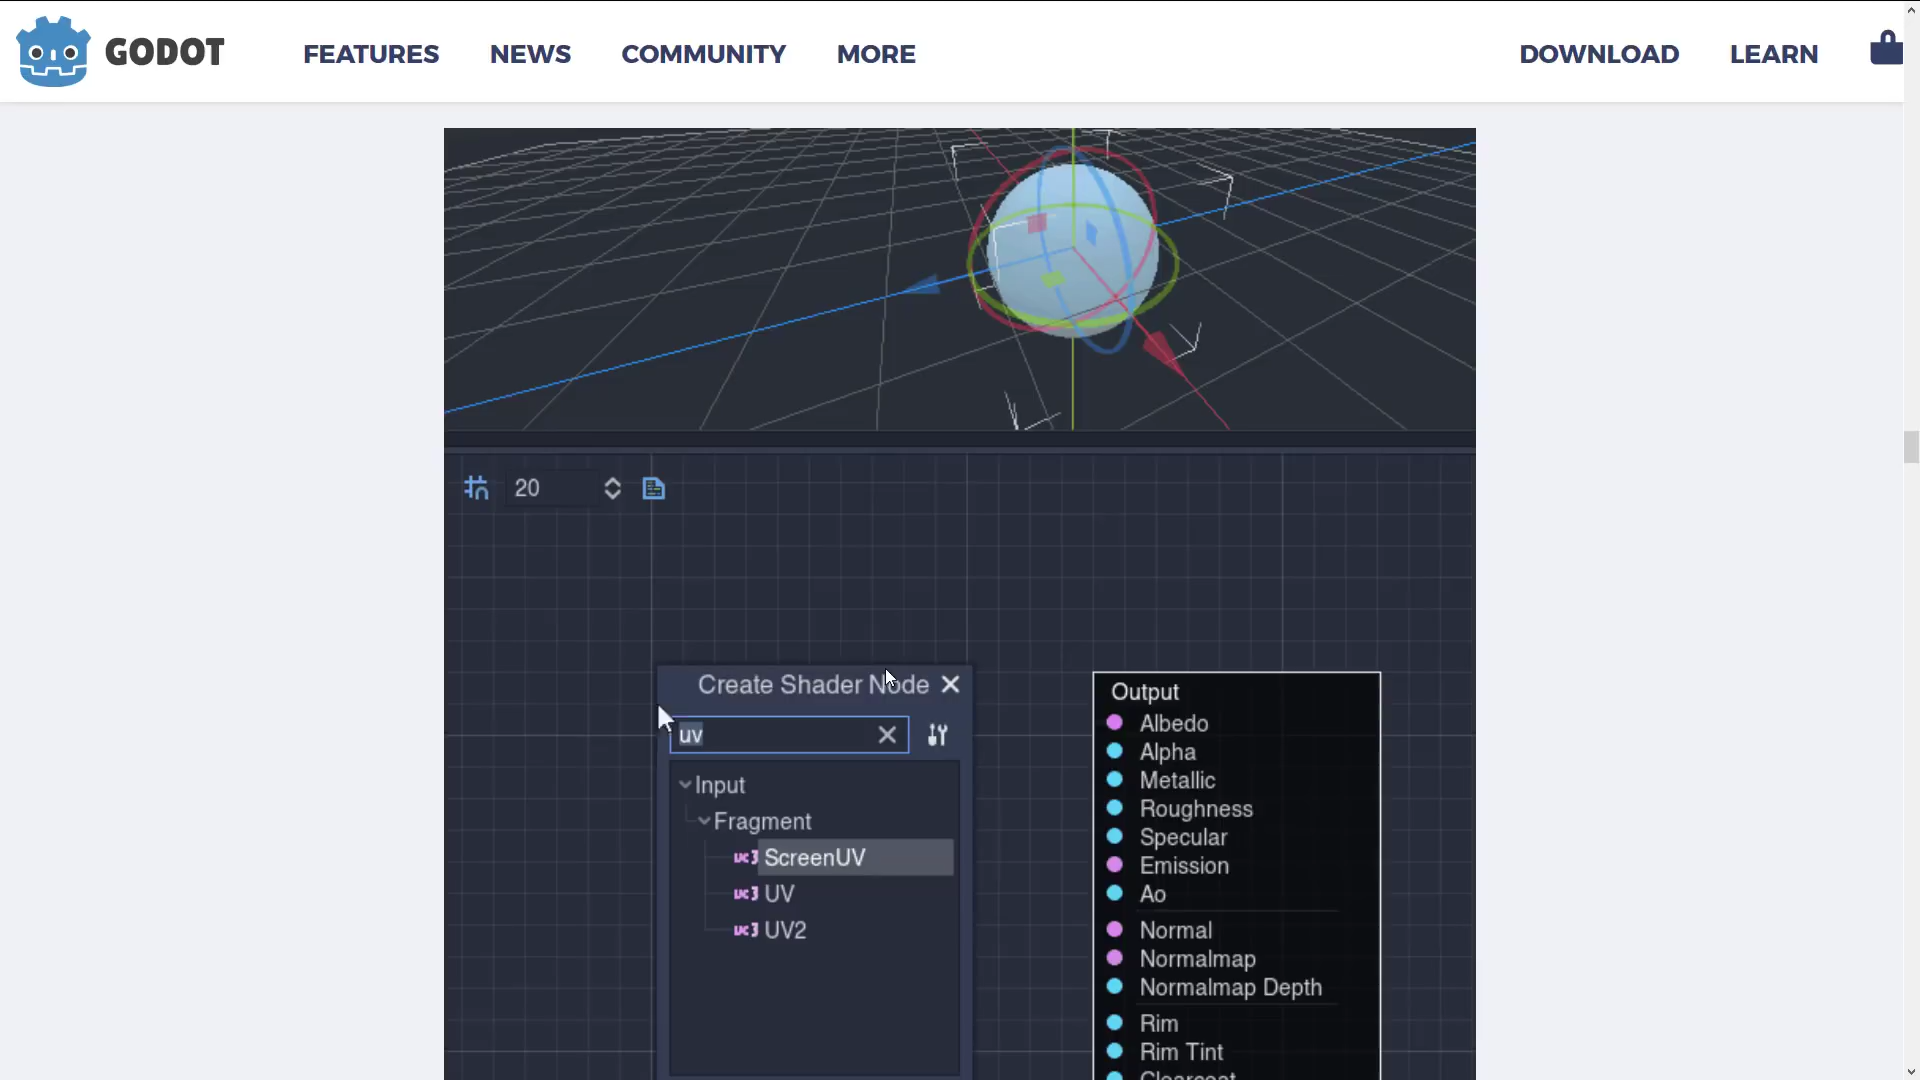 GODOT FEATURES NEWS COMMUNITY MORE DOWNLOAD LEARN
20
Create Shader Node
uv
Input
Fragment
ScreenUV
UV
UV2
Output
Albedo
Alpha
Metallic
Roughness
Specular
Emission
Ao
Normal
Normalmap
Normalmap Depth
Rim
Rim Tint
Clearcoat